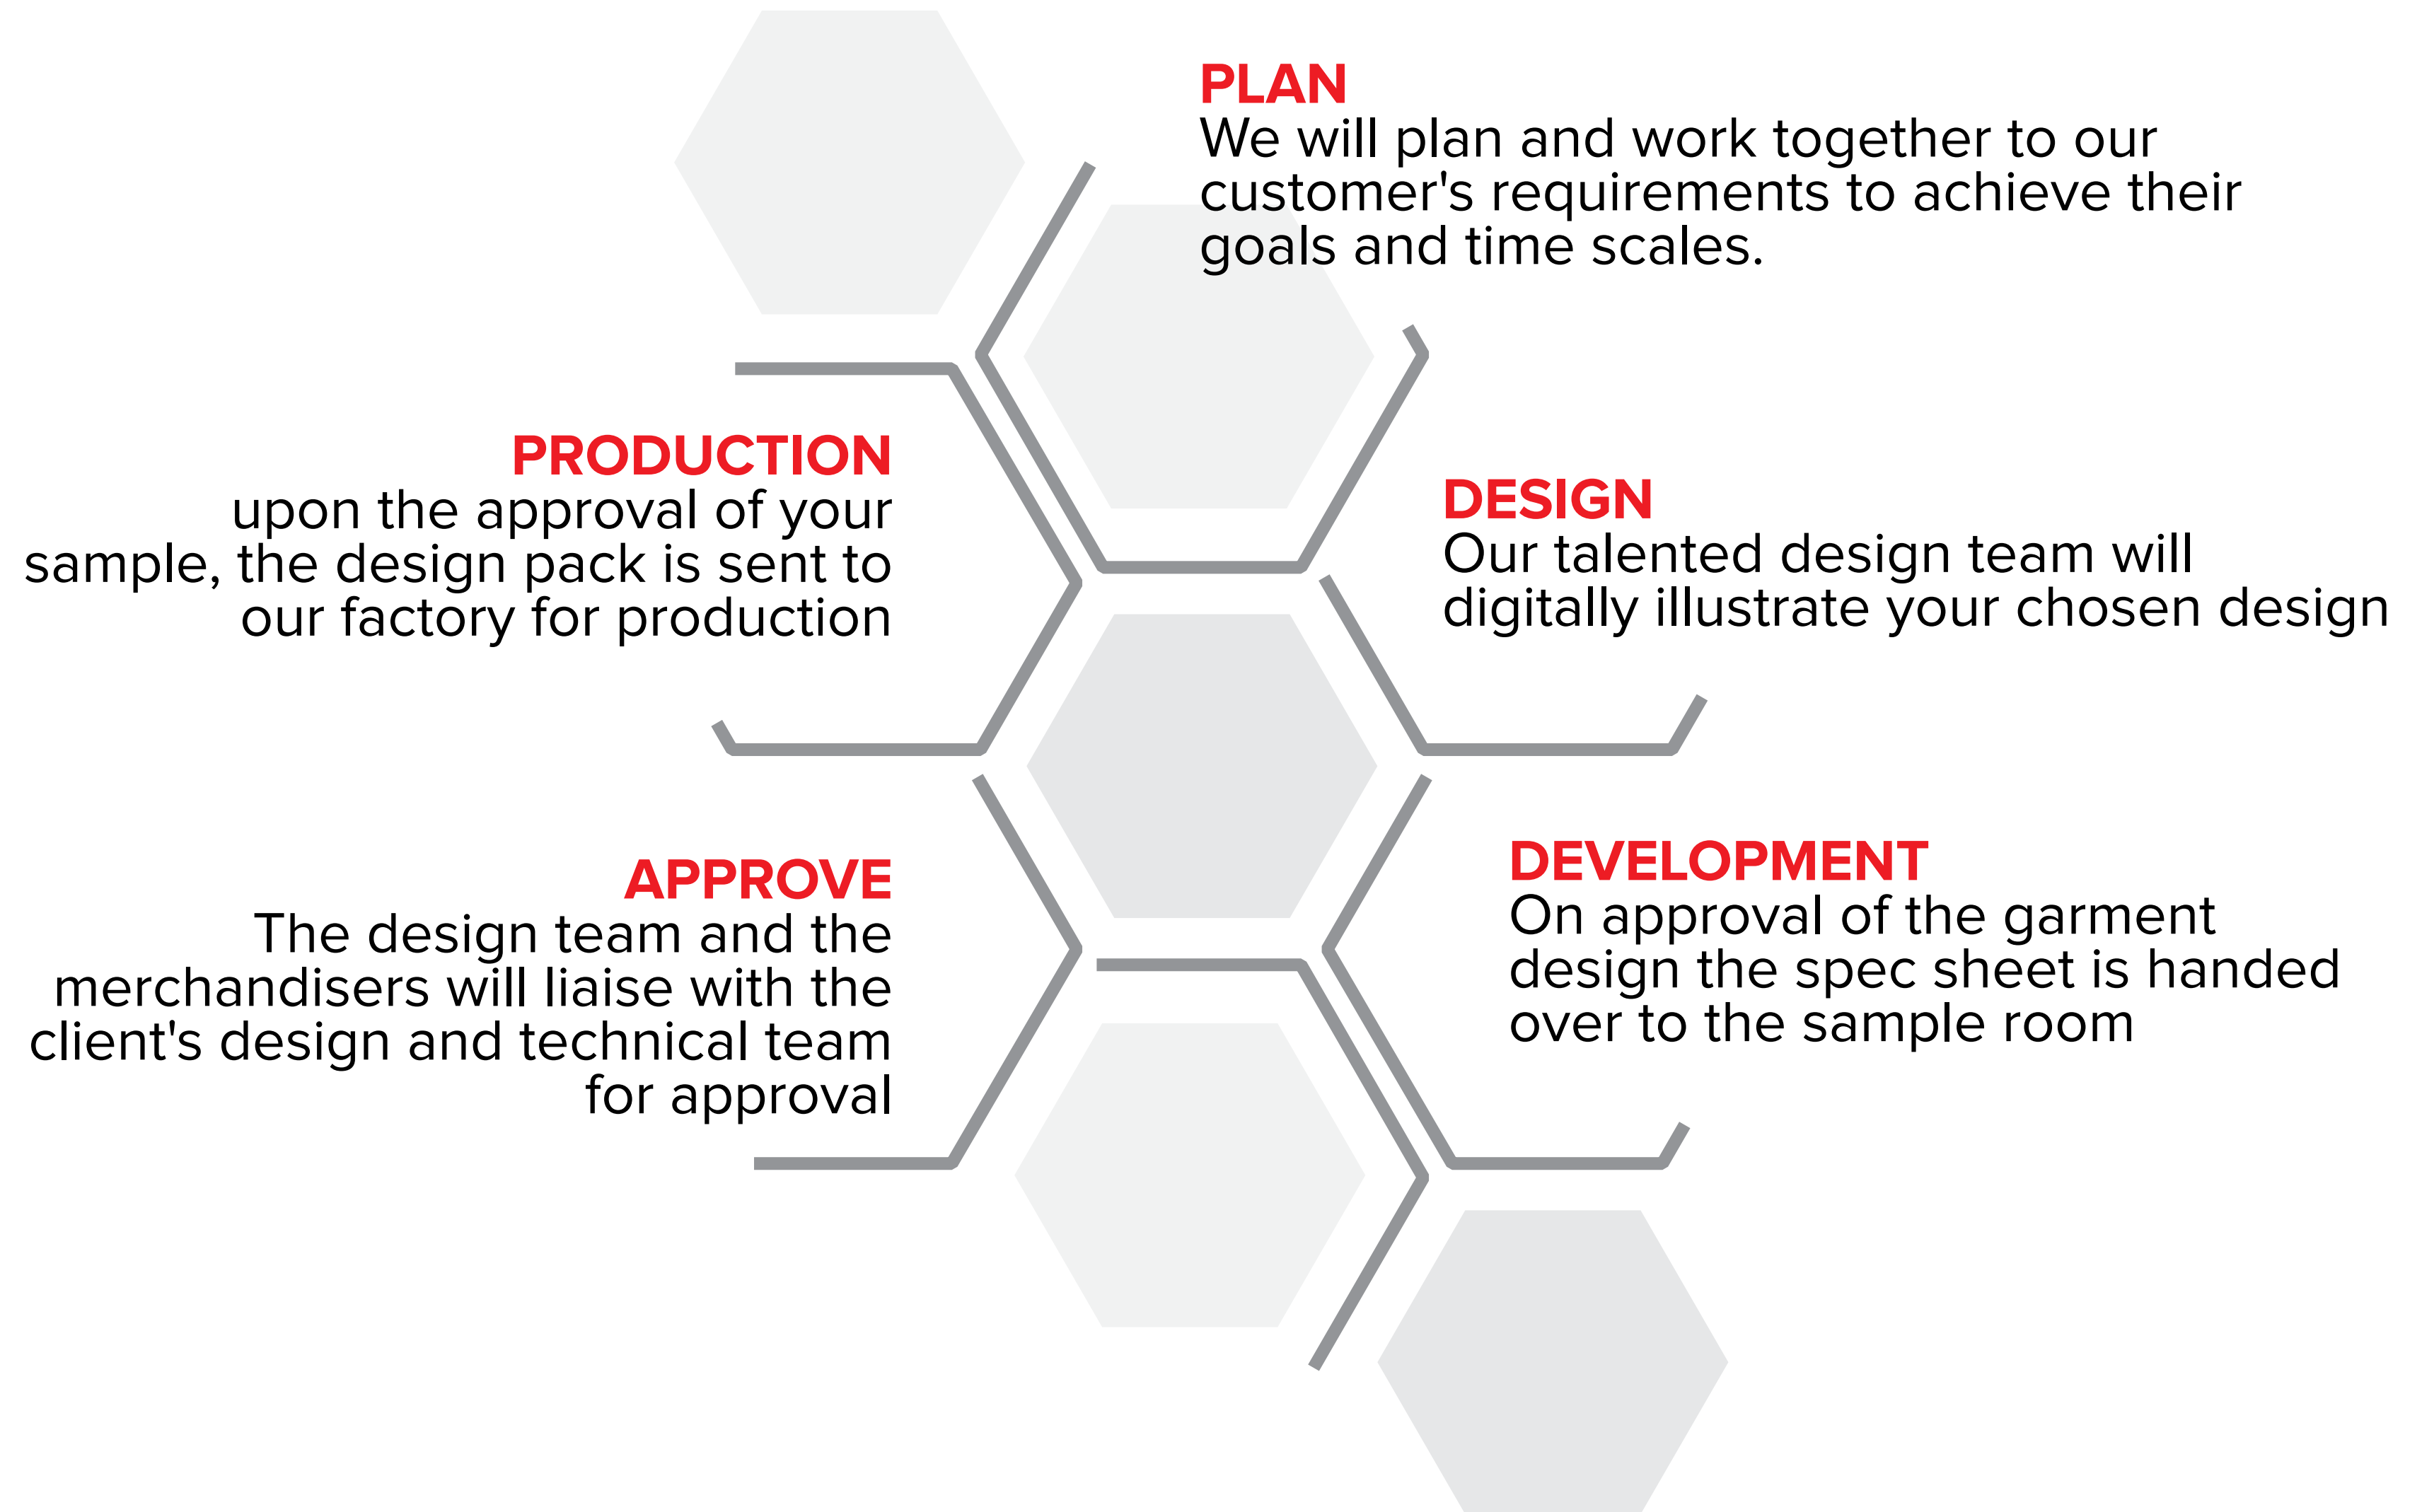 PLAN
We will plan and work together to our
customer's requirements to achieve their
goals and time scales.
PRODUCTION
upon the approval of your
sample, the design pack is sent to
our factory for production
DESIGN
Our talented design team will
digitally illustrate your chosen design
APPROVE
The design team and the
merchandisers will liaise with the
client's design and technical team
for approval
DEVELOPMENT
On approval of the garment
design the spec sheet is handed
over to the sample room